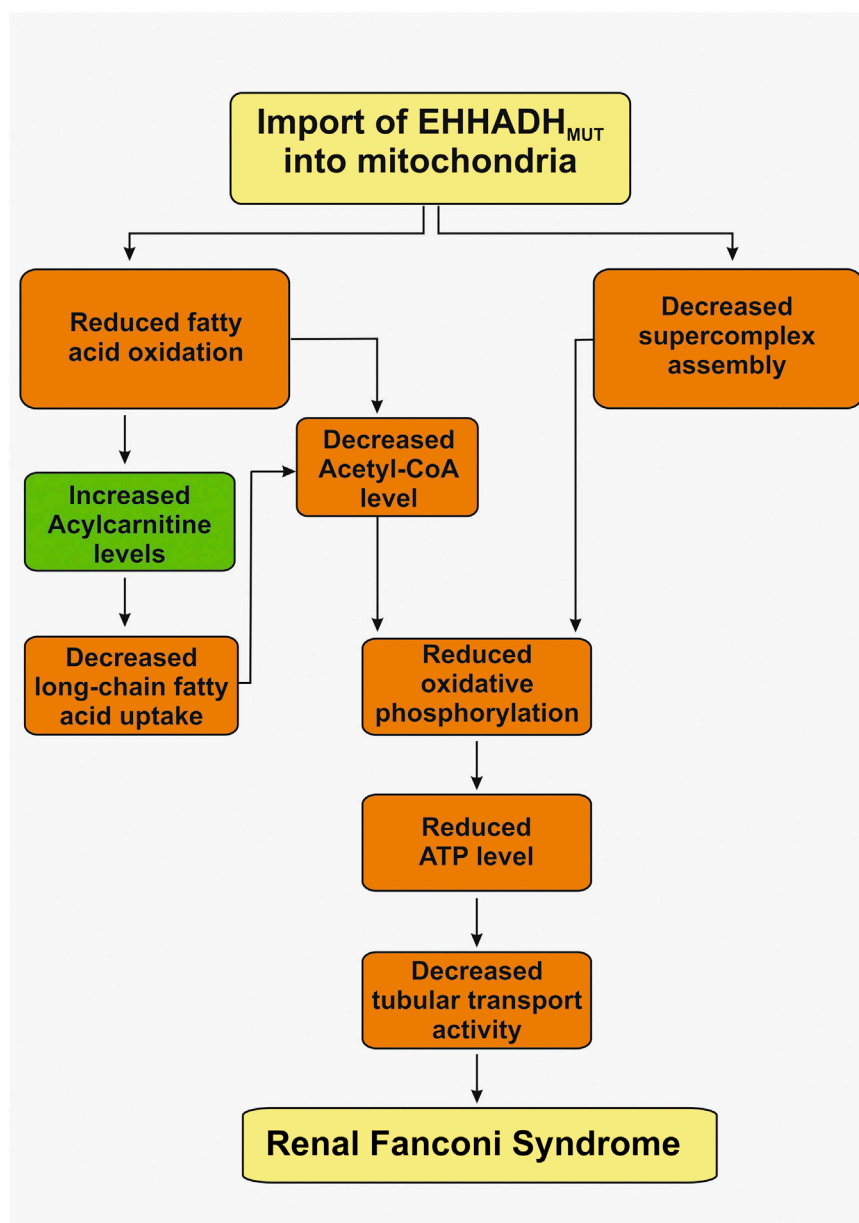 Import of EHHADHMUT
into mitochondria
Reduced fatty
acid oxidation
Decreased
supercomplex
assembly
Decreased
Acetyl-CoA
level
Increased
Acylcarnitine
levels
Decreased
long-chain fatty
acid uptake
Reduced
oxidative
phosphorylation
Reduced
ATP level
Decreased
tubular transport
activity
Renal Fanconi Syndrome